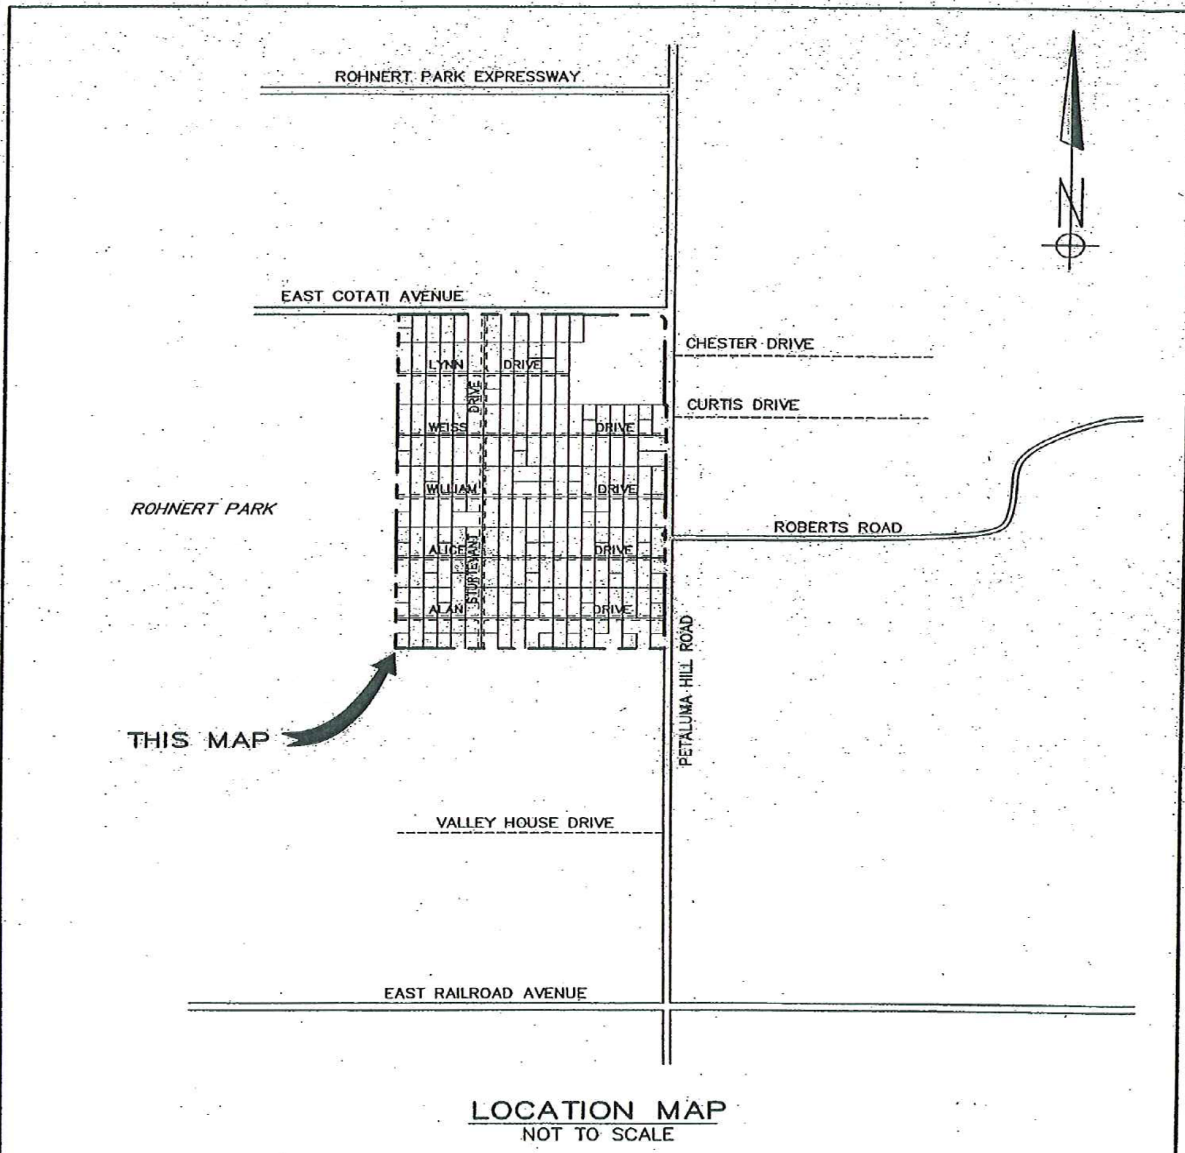 ROHNERT PARK EXPRESSWAY
N
EAST COTATI AVENUE
CHESTER DRIVE
LYNN DRIVE
CURTIS DRIVE
WEISS DRIVE
WILLIAM DRIVE
ROHNERT PARK
ROBERTS ROAD
ALICE DRIVE
STURTEVANT DRIVE
ALAN DRIVE
PETALUMA HILL ROAD
THIS MAP
VALLEY HOUSE DRIVE
EAST RAILROAD AVENUE
LOCATION MAP
NOT TO SCALE